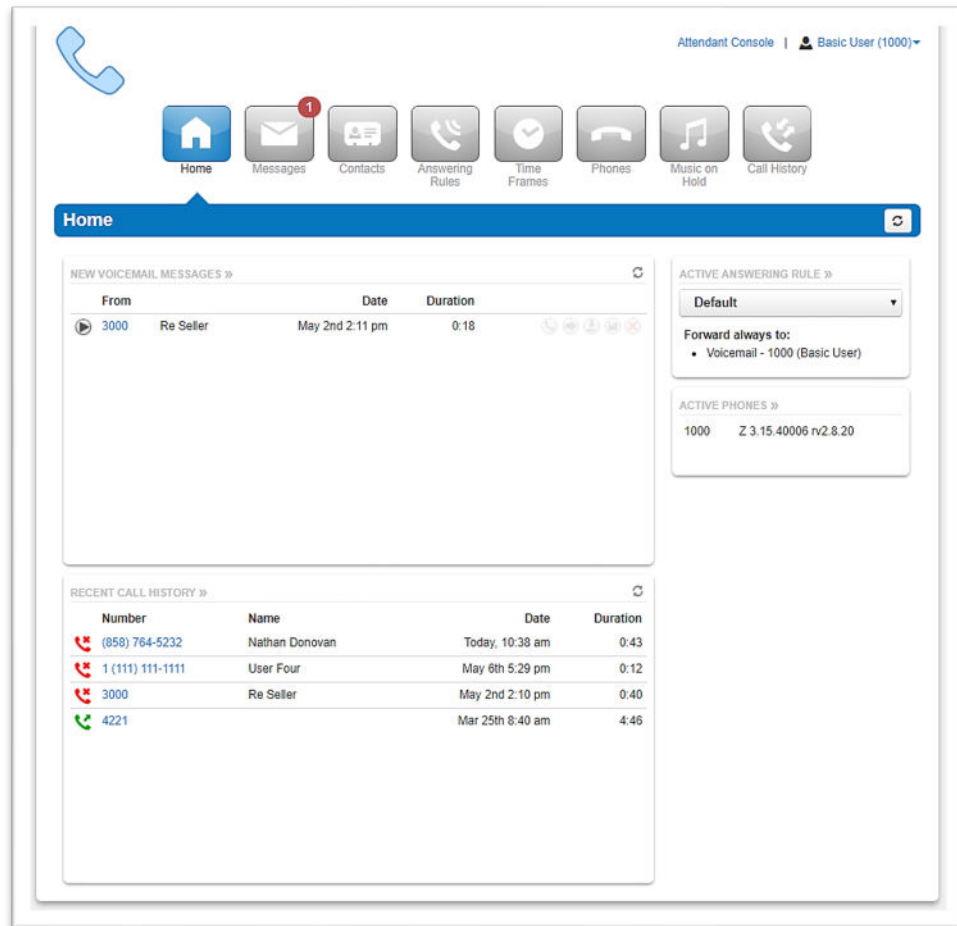 Attendant Console | Basic User (1000)
1
Home Messages Contacts Answering Rules Time Frames Phones Music on Hold Call History
Home
NEW VOICEMAIL MESSAGES »
From Date Duration
3000 Re Seller May 2nd 2:11 pm 0:18
ACTIVE ANSWERING RULE »
Default
Forward always to:
• Voicemail - 1000 (Basic User)
ACTIVE PHONES »
1000 Z 3.15.40006 rv2.8.20
RECENT CALL HISTORY »
Number Name Date Duration
(858) 764-5232 Nathan Donovan Today, 10:38 am 0:43
1 (111) 111-1111 User Four May 6th 5:29 pm 0:12
3000 Re Seller May 2nd 2:10 pm 0:40
4221 Mar 25th 8:40 am 4:46